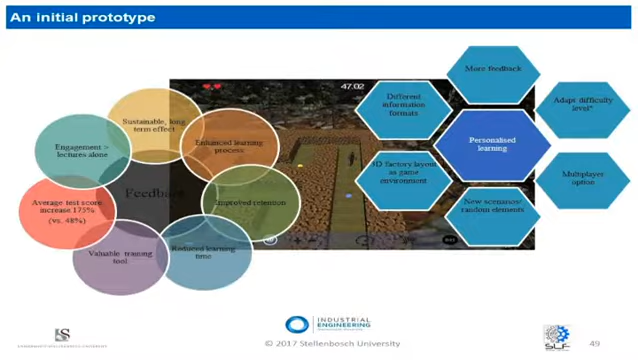 An initial prototype
47.02
Sustainable, long
term effect
Enhanced learning
process
Improved retention
Reduced learning
time
Valuable training
tool
Average test score
increase 175%
(vs. 48%)
Engagement >
lectures alone
Feedback
More feedback
Different
information
formats
Adapt difficulty
level*
Personalised
learning
3D factory layout
as game
environment
Multiplayer
option
New scenarios/
random elements
INDUSTRIAL
ENGINEERING
SLF
© 2017 Stellenbosch University
49